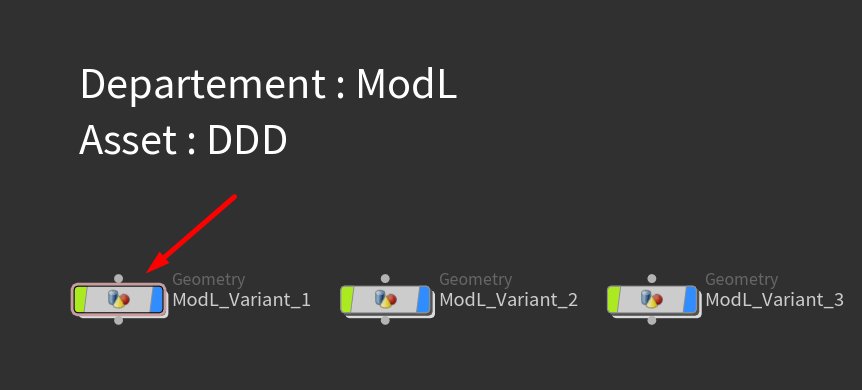 Departement : ModL
Asset : DDD
Geometry
ModL_Variant_1
Geometry
ModL_Variant_2
Geometry
ModL_Variant_3